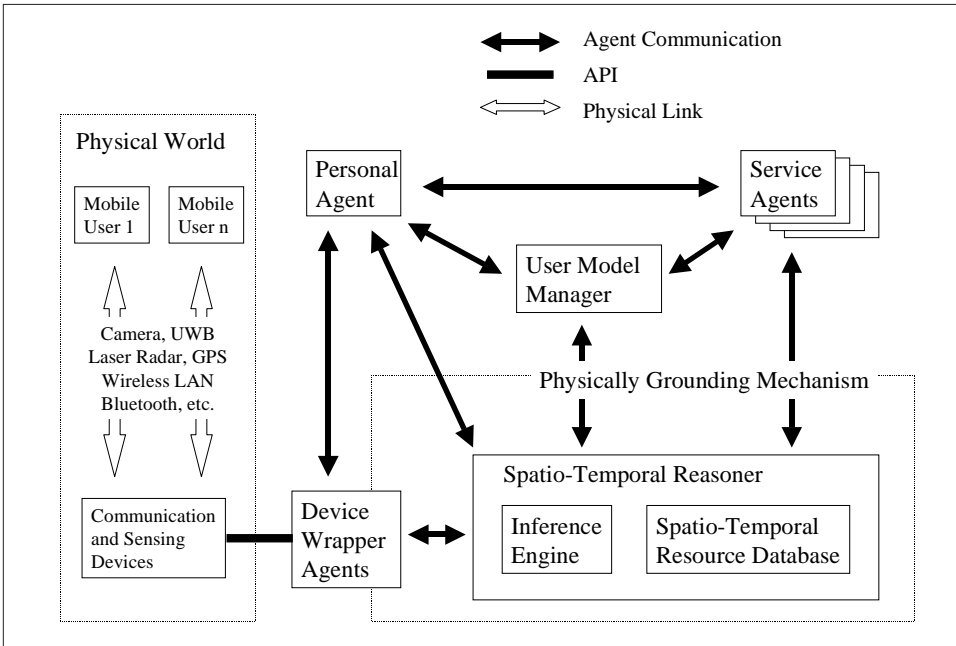 Agent Communication
API
Physical Link
Physical World
Mobile
User 1
Mobile
User n
Camera, UWB
Laser Radar, GPS
Wireless LAN
Bluetooth, etc.
Communication
and Sensing
Devices
Personal
Agent
Service
Agents
User Model
Manager
Physically Grounding Mechanism
Device
Wrapper
Agents
Spatio-Temporal Reasoner
Inference
Engine
Spatio-Temporal
Resource Database